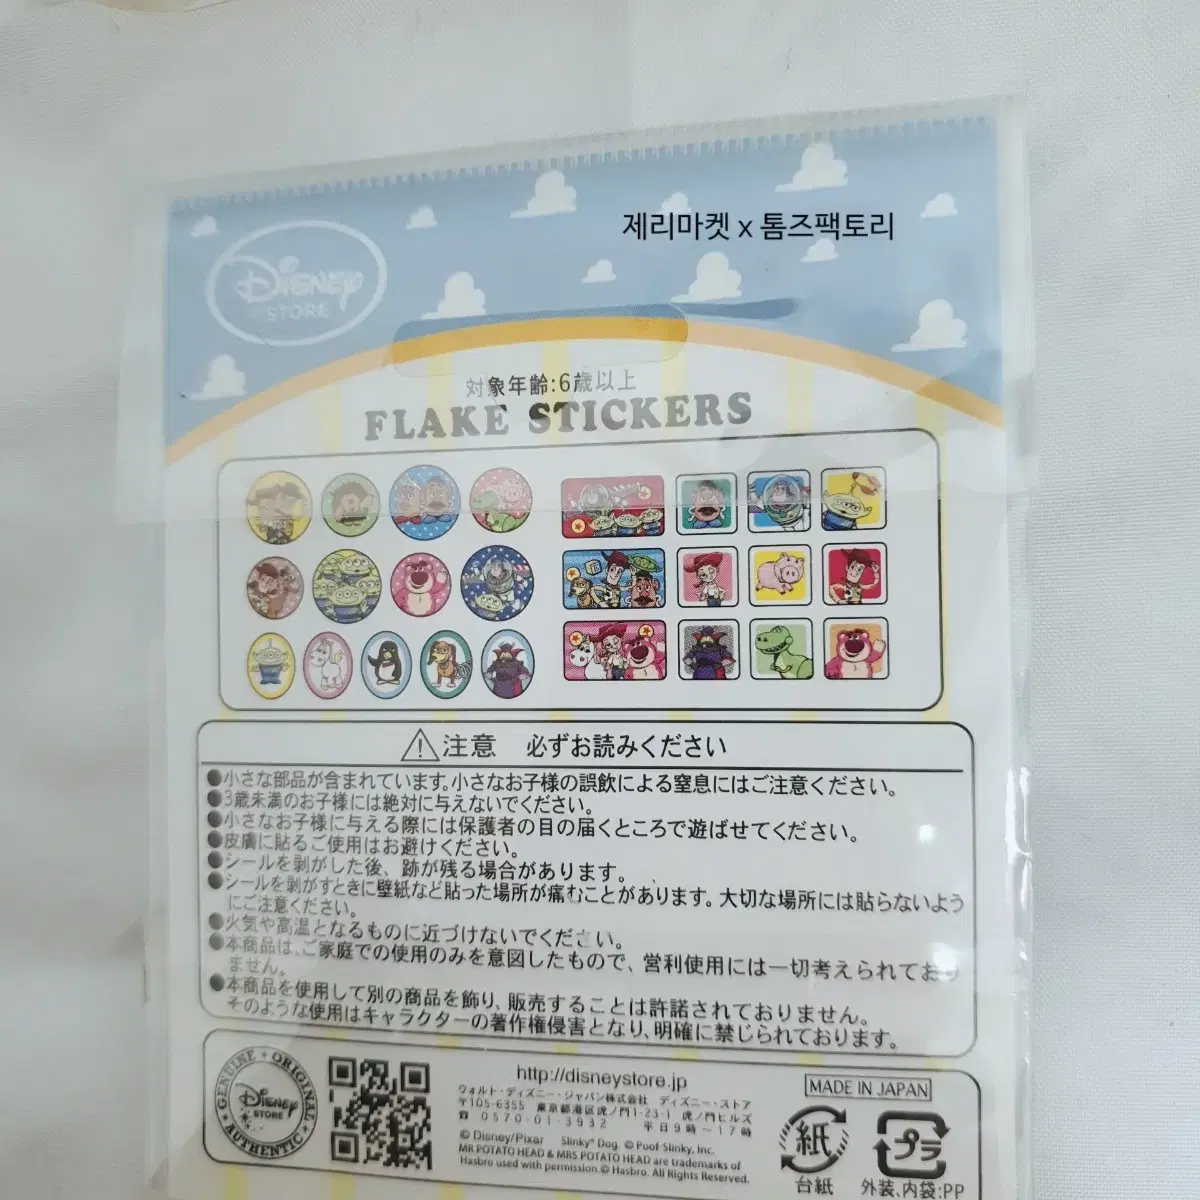 제리마켓 x 톰즈팩토리
Disney
STORE
対象年齢:6歳以上
FLAKE STICKERS
注意 必ずお読みください
●小さな部品が含まれています。小さなお子様の誤飲による窒息にはご注意ください。
●3歳未満のお子様には絶対に与えないでください。
●小さなお子様に与える際には保護者の目の届くところで遊ばせてください。
●皮膚に貼るご使用はお避けください。
●シールを剥がした後、跡が残る場合があります。
●シールを剥がすときに壁紙など貼った場所が痛むことがあります。大切な場所には貼らないよう
にご注意ください。
●火気や高温となるものに近づけないでください。
●本商品は、ご家庭での使用のみを意図したもので、営利使用には一切考えられており
ません。
●本商品を使用して別の商品を飾り、販売することは許諾されておりません。
そのような使用はキャラクターの著作権侵害となり、明確に禁じられております。
GENUINE • ORIGINAL
Disney
STORE
AUTHENTIC
http://disneystore.jp
ウォルト・ディズニー・ジャパン株式会社 ディズニー・ストア
〒105-6355 東京都港区虎ノ門1-23-1 虎ノ門ヒルズ
☎ 0570-01-3932 平日9時〜17時
© Disney/Pixar Slinky® Dog. © Poof-Slinky, Inc.
MR.POTATO HEAD & MRS.POTATO HEAD are trademarks of
Hasbro used with permission.© Hasbro. All Rights Reserved.
MADE IN JAPAN
紙
台紙
プラ
外装、内袋:PP